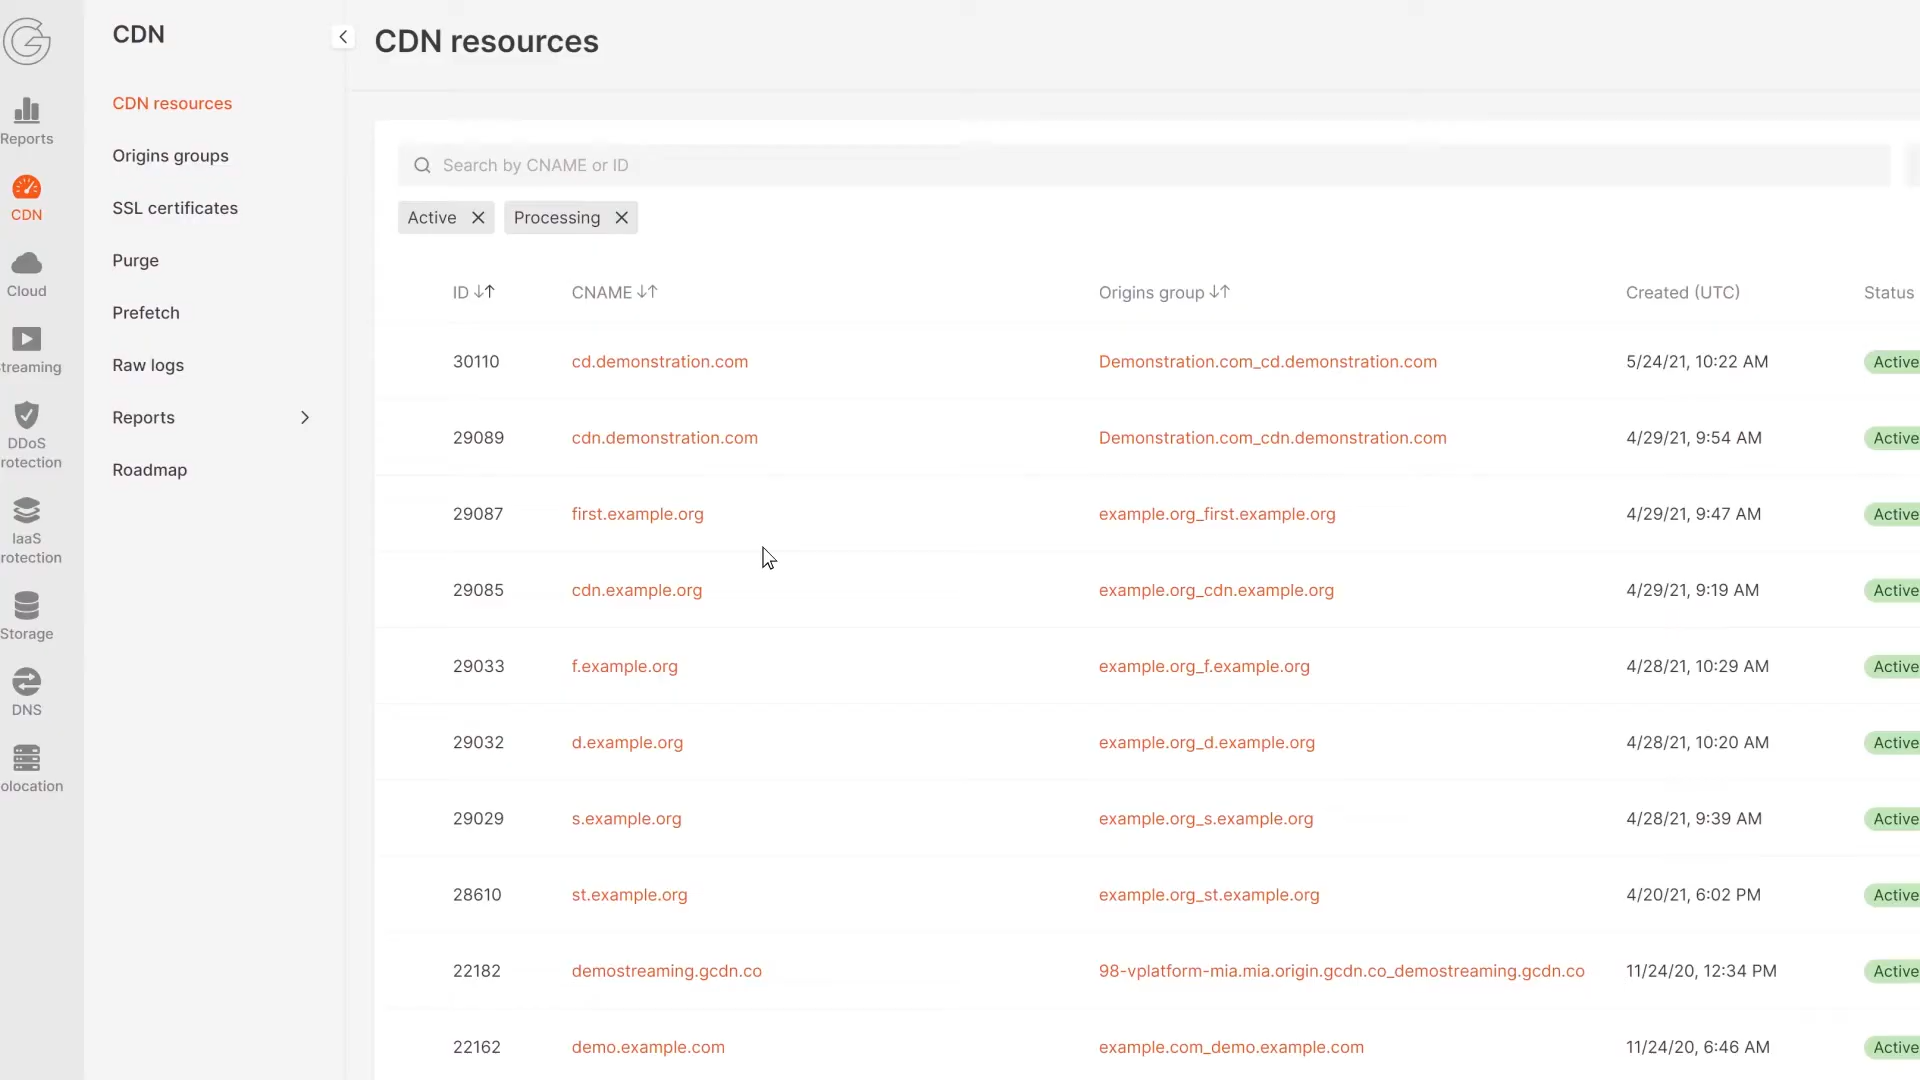 CDN
CDN resources
Reports
CDN
Cloud
treaming
DDoS
rotection
IaaS
rotection
Storage
DNS
olocation
CDN resources
Origins groups
SSL certificates
Purge
Prefetch
Raw logs
Reports
Roadmap
Search by CNAME or ID
Active
Processing
ID CNAME Origins group Created (UTC) Status
30110 cd.demonstration.com Demonstration.com_cd.demonstration.com 5/24/21, 10:22 AM Active
29089 cdn.demonstration.com Demonstration.com_cdn.demonstration.com 4/29/21, 9:54 AM Active
29087 first.example.org example.org_first.example.org 4/29/21, 9:47 AM Active
29085 cdn.example.org example.org_cdn.example.org 4/29/21, 9:19 AM Active
29033 f.example.org example.org_f.example.org 4/28/21, 10:29 AM Active
29032 d.example.org example.org_d.example.org 4/28/21, 10:20 AM Active
29029 s.example.org example.org_s.example.org 4/28/21, 9:39 AM Active
28610 st.example.org example.org_st.example.org 4/20/21, 6:02 PM Active
22182 demostreaming.gcdn.co 98-vplatform-mia.mia.origin.gcdn.co_demostreaming.gcdn.co 11/24/20, 12:34 PM Active
22162 demo.example.com example.com_demo.example.com 11/24/20, 6:46 AM Active